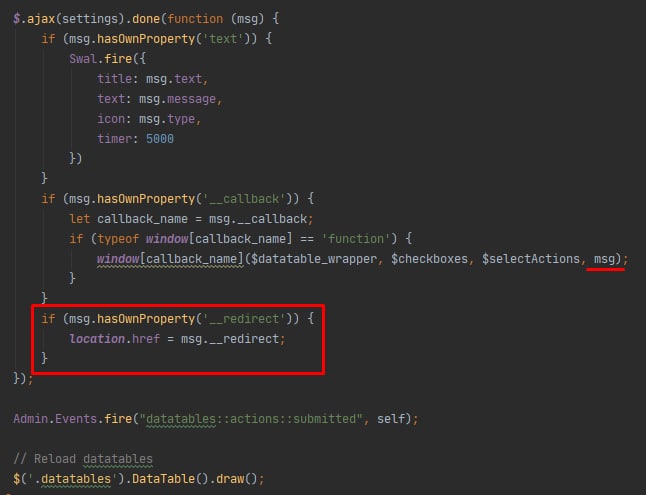 $.ajax(settings).done(function (msg) {
    if (msg.hasOwnProperty('text')) {
        Swal.fire({
            title: msg.text,
            text: msg.message,
            icon: msg.type,
            timer: 5000
        })
    }
    if (msg.hasOwnProperty('__callback')) {
        let callback_name = msg.__callback;
        if (typeof window[callback_name] == 'function') {
            window[callback_name]($datatable_wrapper, $checkboxes, $selectActions, msg);
        }
    }
    if (msg.hasOwnProperty('__redirect')) {
        location.href = msg.__redirect;
    }
});
Admin.Events.fire("datatables::actions::submitted", self);
// Reload datatables
$('.datatables').DataTable().draw();